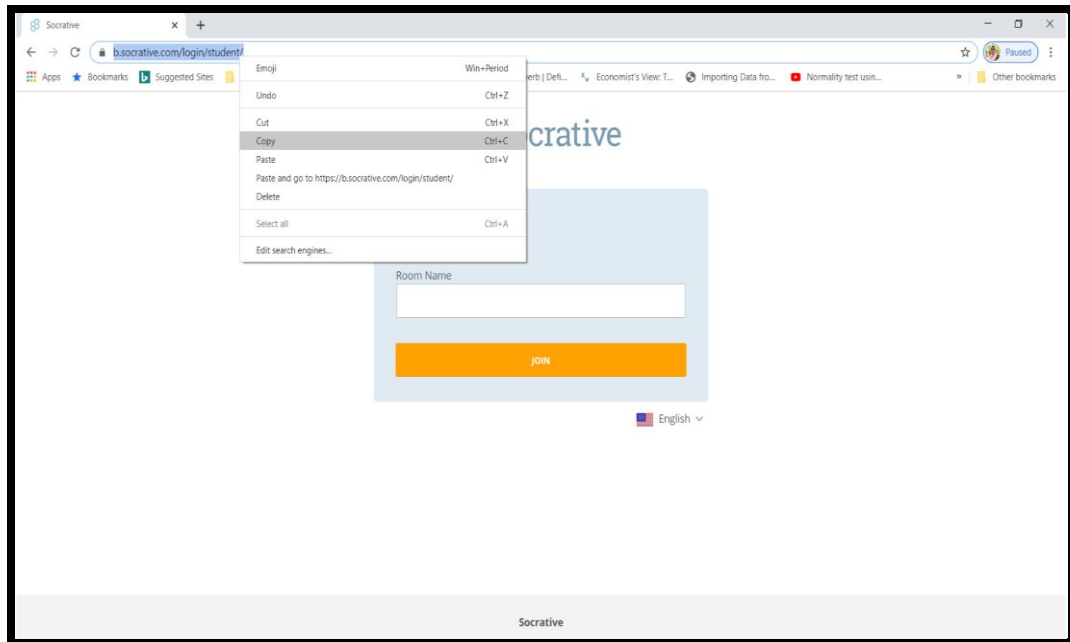 Socrative
b.socrative.com/login/student/
Paused
Apps Bookmarks Suggested Sites erb | Defi... Economist's View: T... Importing Data fro... Normality test usin... » Other bookmarks
Emoji Win+Period
Undo Ctrl+Z
Cut Ctrl+X
Copy Ctrl+C
Paste Ctrl+V
Paste and go to https://b.socrative.com/login/student/
Delete
Select all Ctrl+A
Edit search engines...
crative
Room Name
JOIN
English
Socrative